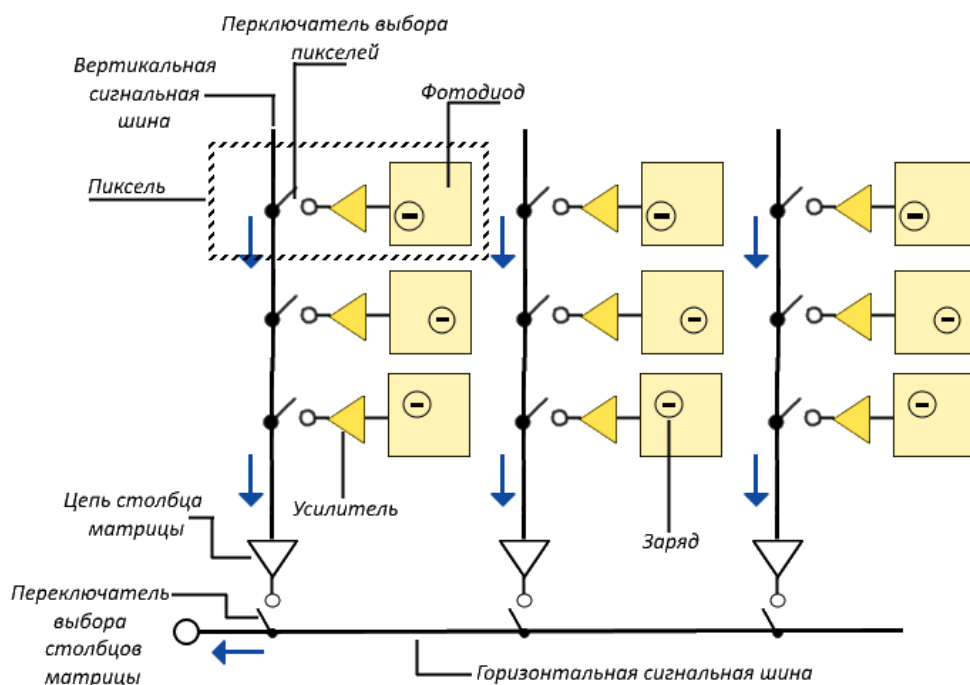 Перключатель выбора
пикселей
Вертикальная
сигнальная
шина
Фотодиод
Пиксель
Цепь столбца
матрицы
Усилитель
Заряд
Переключатель
выбора
столбцов
матрицы
Горизонтальная сигнальная шина